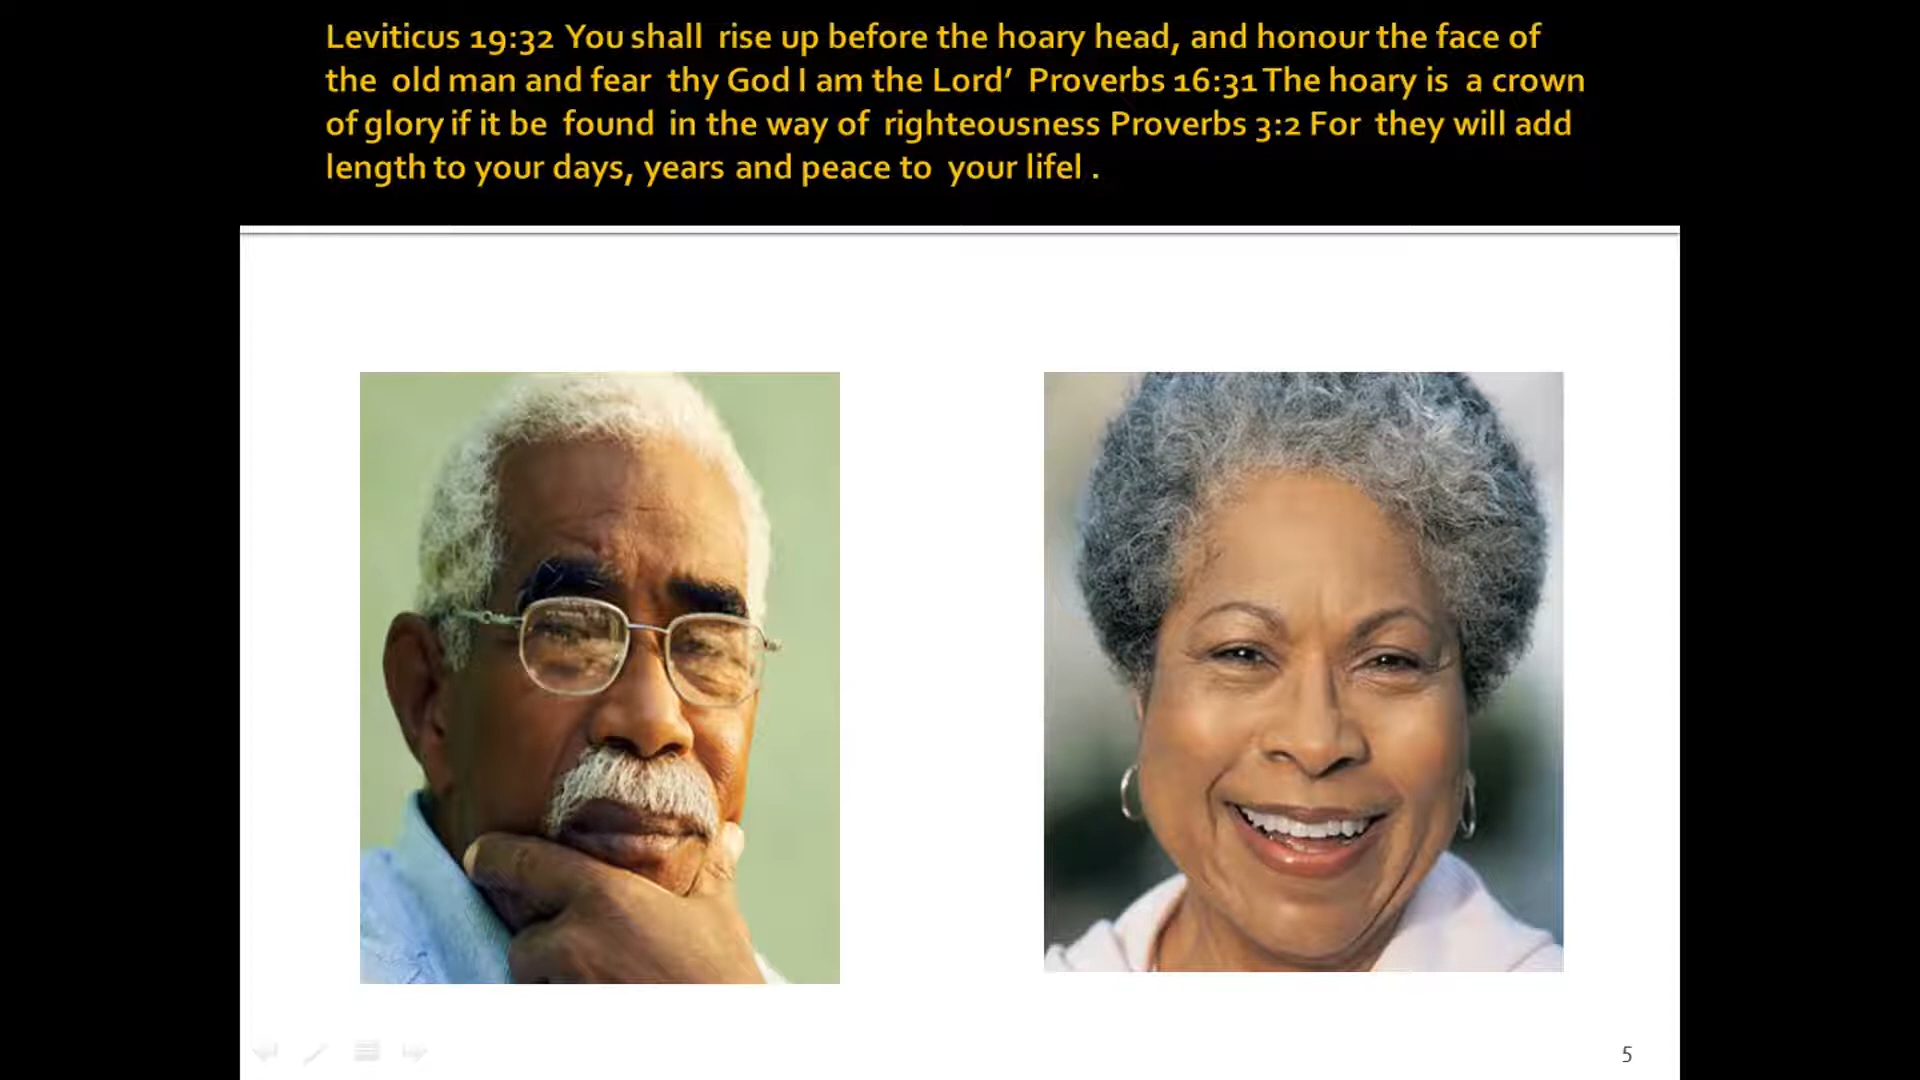 Leviticus 19:32 You shall rise up before the hoary head, and honour the face of
the old man and fear thy God I am the Lord’ Proverbs 16:31 The hoary is a crown
of glory if it be found in the way of righteousness Proverbs 3:2 For they will add
length to your days, years and peace to your lifel .
5